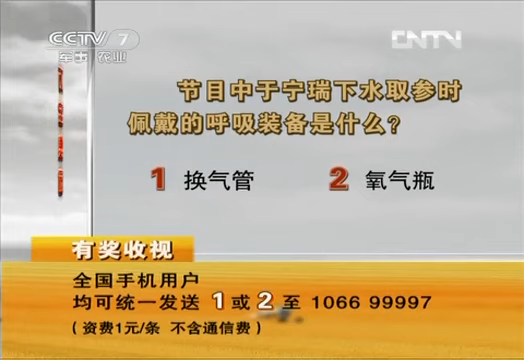 CCTV 7
军事·农业
CNTV
节目中于宁瑞下水取参时
佩戴的呼吸装备是什么?
1 换气管
2 氧气瓶
有奖收视
全国手机用户
均可统一发送 1 或 2 至 1066 99997
(资费1元/条 不含通信费)